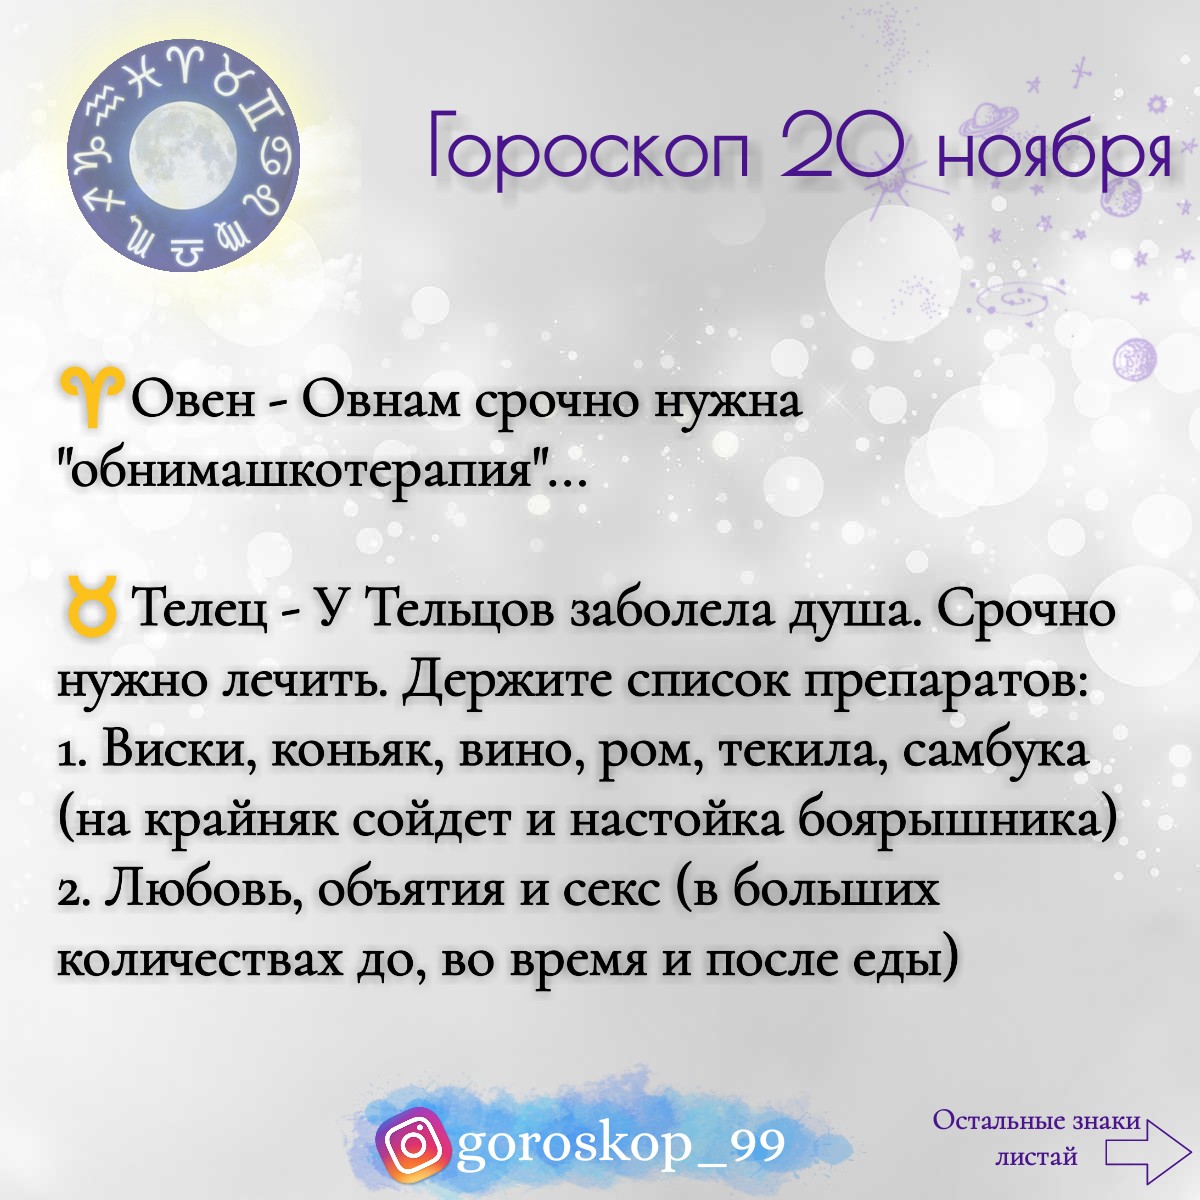 Гороскоп 20 ноября
♈Овен - Овнам срочно нужна
"обнимашкотерапия"...
♉Телец - У Тельцов заболела душа. Срочно
нужно лечить. Держите список препаратов:
1. Виски, коньяк, вино, ром, текила, самбука
(на крайняк сойдет и настойка боярышника)
2. Любовь, объятия и секс (в больших
количествах до, во время и после еды)
goroskop_99
Остальные знаки
листай